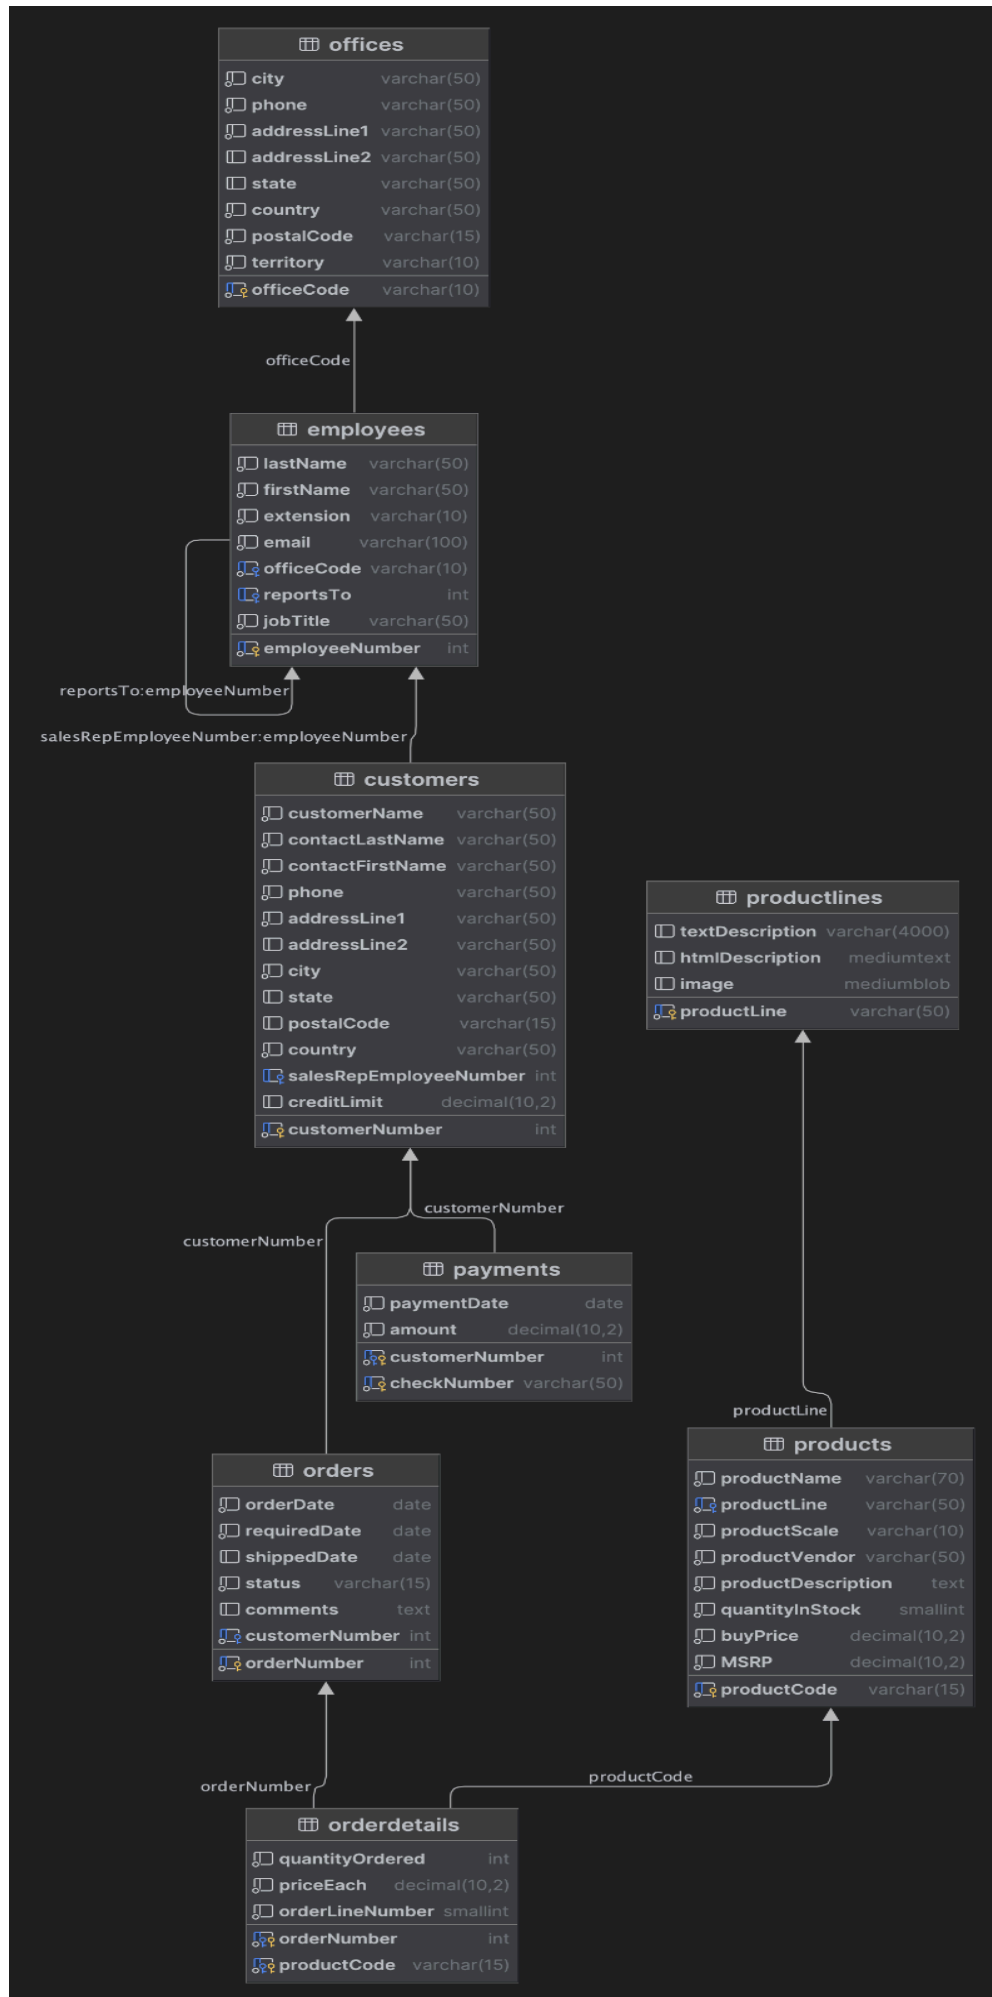 offices
city varchar(50)
phone varchar(50)
addressLine1 varchar(50)
addressLine2 varchar(50)
state varchar(50)
country varchar(50)
postalCode varchar(15)
territory varchar(10)
officeCode varchar(10)
officeCode
employees
lastName varchar(50)
firstName varchar(50)
extension varchar(10)
email varchar(100)
officeCode varchar(10)
reportsTo int
jobTitle varchar(50)
employeeNumber int
reportsTo:employeeNumber
salesRepEmployeeNumber:employeeNumber
customers
customerName varchar(50)
contactLastName varchar(50)
contactFirstName varchar(50)
phone varchar(50)
addressLine1 varchar(50)
addressLine2 varchar(50)
city varchar(50)
state varchar(50)
postalCode varchar(15)
country varchar(50)
salesRepEmployeeNumber int
creditLimit decimal(10,2)
customerNumber int
productlines
textDescription varchar(4000)
htmlDescription mediumtext
image mediumblob
productLine varchar(50)
customerNumber
customerNumber
payments
paymentDate date
amount decimal(10,2)
customerNumber int
checkNumber varchar(50)
productLine
products
productName varchar(70)
productLine varchar(50)
productScale varchar(10)
productVendor varchar(50)
productDescription text
quantityInStock smallint
buyPrice decimal(10,2)
MSRP decimal(10,2)
productCode varchar(15)
orders
orderDate date
requiredDate date
shippedDate date
status varchar(15)
comments text
customerNumber int
orderNumber int
productCode
orderNumber
orderdetails
quantityOrdered int
priceEach decimal(10,2)
orderLineNumber smallint
orderNumber int
productCode varchar(15)